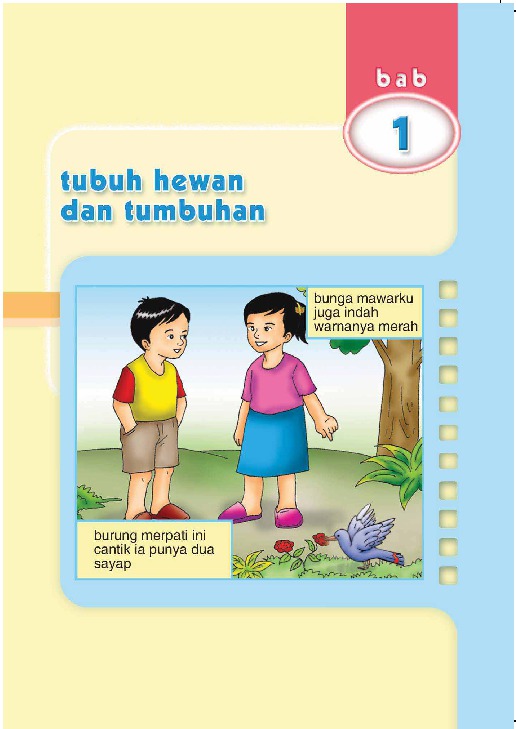 bab
1
tubuh hewan
dan tumbuhan
bunga mawarku
juga indah
warnanya merah
burung merpati ini
cantik ia punya dua
sayap